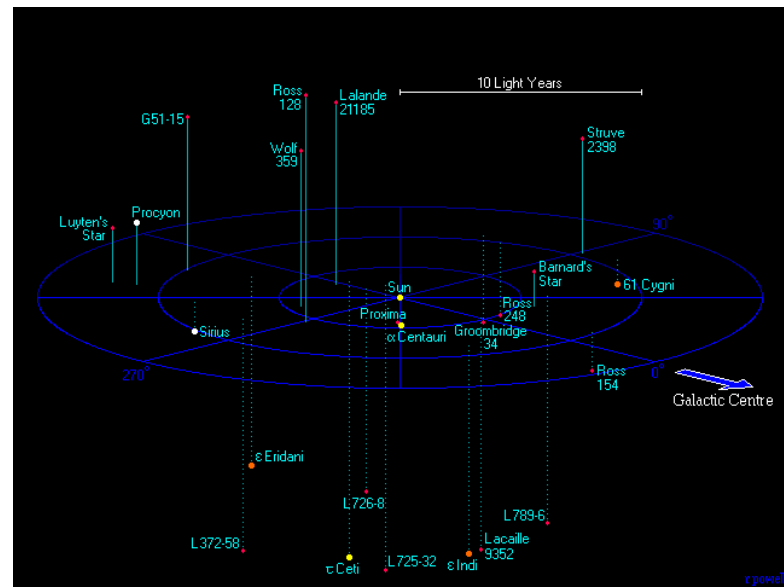 10 Light Years
Ross
128
Lalande
21185
G51-15
Wolf
359
Struve
2398
Procyon
Luyten's
Star
90°
Barnard's
Star
61 Cygni
Sun
Proxima
α Centauri
Ross
248
Groombridge
34
Sirius
270°
0°
Ross
154
Galactic Centre
ε Eridani
L726-8
L789-6
L372-58
τ Ceti
L725-32
ε Indi
Lacaille
9352